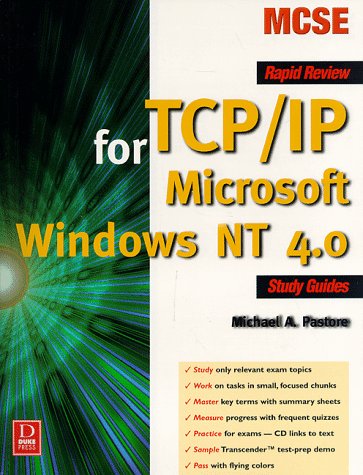 MCSE
Rapid Review
TCP/IP
for
Microsoft
Windows NT 4.0
Study Guides
Michael A. Pastore
✓ Study only relevant exam topics
✓ Work on tasks in small, focused chunks
✓ Master key terms with summary sheets
✓ Measure progress with frequent quizzes
✓ Practice for exams — CD links to text
✓ Sample Transcender™ test-prep demo
✓ Pass with flying colors
D
DUKE
PRESS